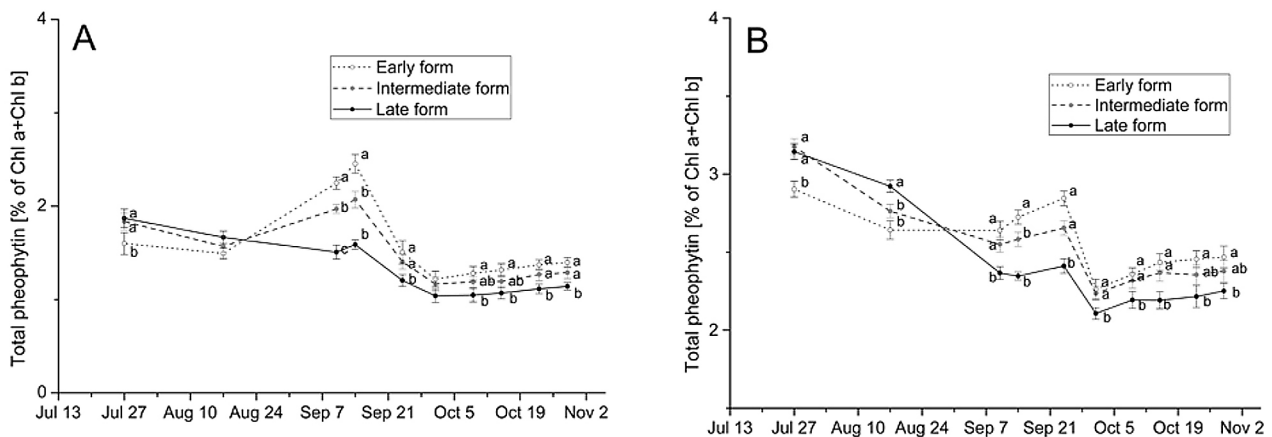 A
Early form
Intermediate form
Late form
Total pheophytin [% of Chl a+Chl b]
4
2
0
a
b
a
b
c
a
b
a
a
b
a
ab
b
a
ab
b
a
a
b
a
a
b
Jul 13 Jul 27 Aug 10 Aug 24 Sep 7 Sep 21 Oct 5 Oct 19 Nov 2
B
Early form
Intermediate form
Late form
Total pheophytin [% of Chl a+Chl b]
4
3
2
a
a
b
a
b
b
a
a
b
a
b
b
a
a
b
a
a
b
a
a
b
a
a
b
a
ab
b
a
ab
b
Jul 13 Jul 27 Aug 10 Aug 24 Sep 7 Sep 21 Oct 5 Oct 19 Nov 2